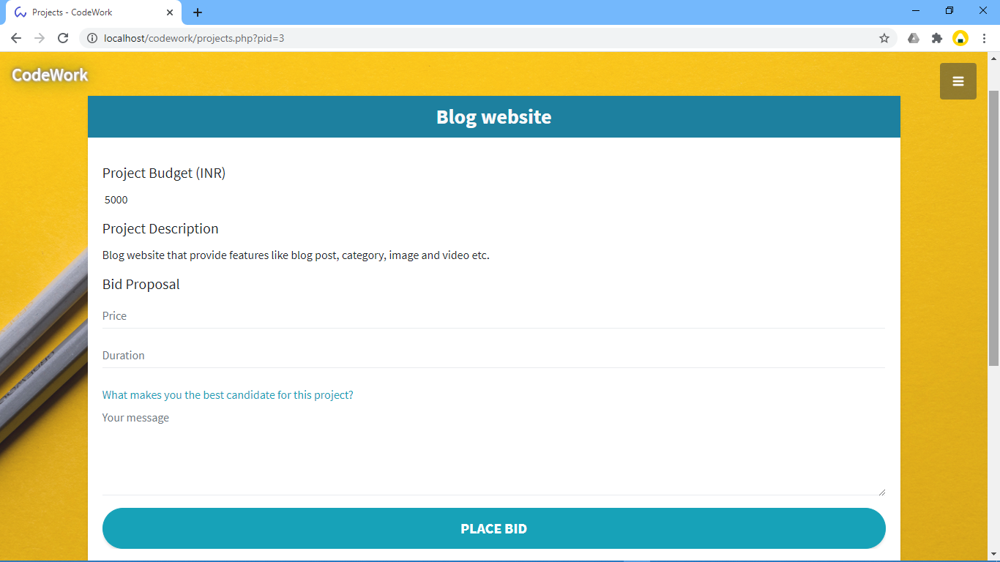 Projects - CodeWork
localhost/codework/projects.php?pid=3
CodeWork
Blog website
Project Budget (INR)
5000
Project Description
Blog website that provide features like blog post, category, image and video etc.
Bid Proposal
Price
Duration
What makes you the best candidate for this project?
Your message
PLACE BID